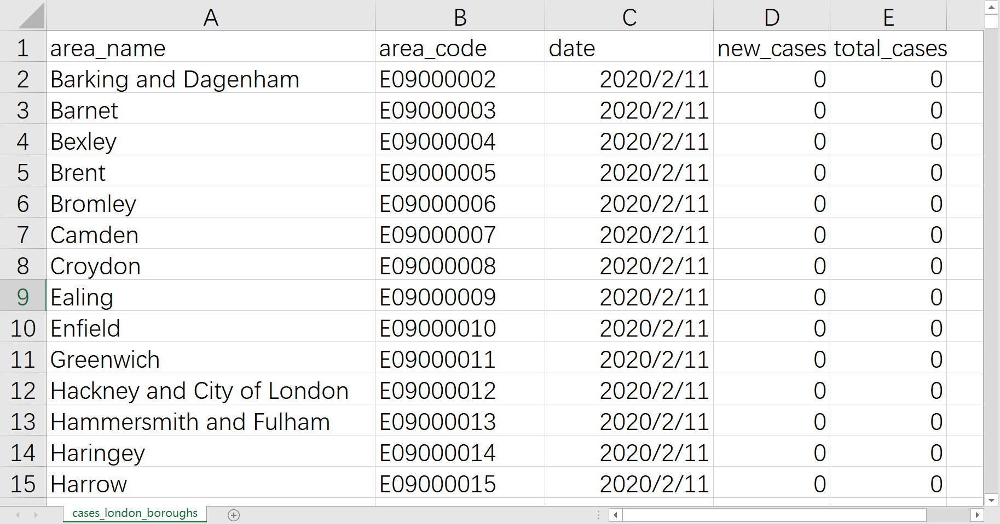 A B C D E
1 area_name area_code date new_cases total_cases
2 Barking and Dagenham E09000002 2020/2/11 0 0
3 Barnet E09000003 2020/2/11 0 0
4 Bexley E09000004 2020/2/11 0 0
5 Brent E09000005 2020/2/11 0 0
6 Bromley E09000006 2020/2/11 0 0
7 Camden E09000007 2020/2/11 0 0
8 Croydon E09000008 2020/2/11 0 0
9 Ealing E09000009 2020/2/11 0 0
10 Enfield E09000010 2020/2/11 0 0
11 Greenwich E09000011 2020/2/11 0 0
12 Hackney and City of London E09000012 2020/2/11 0 0
13 Hammersmith and Fulham E09000013 2020/2/11 0 0
14 Haringey E09000014 2020/2/11 0 0
15 Harrow E09000015 2020/2/11 0 0
cases_london_boroughs